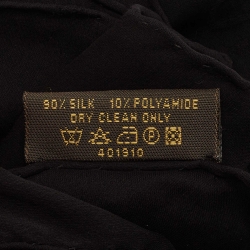 90% SILK 10% POLYAMIDE
DRY CLEAN ONLY
401910